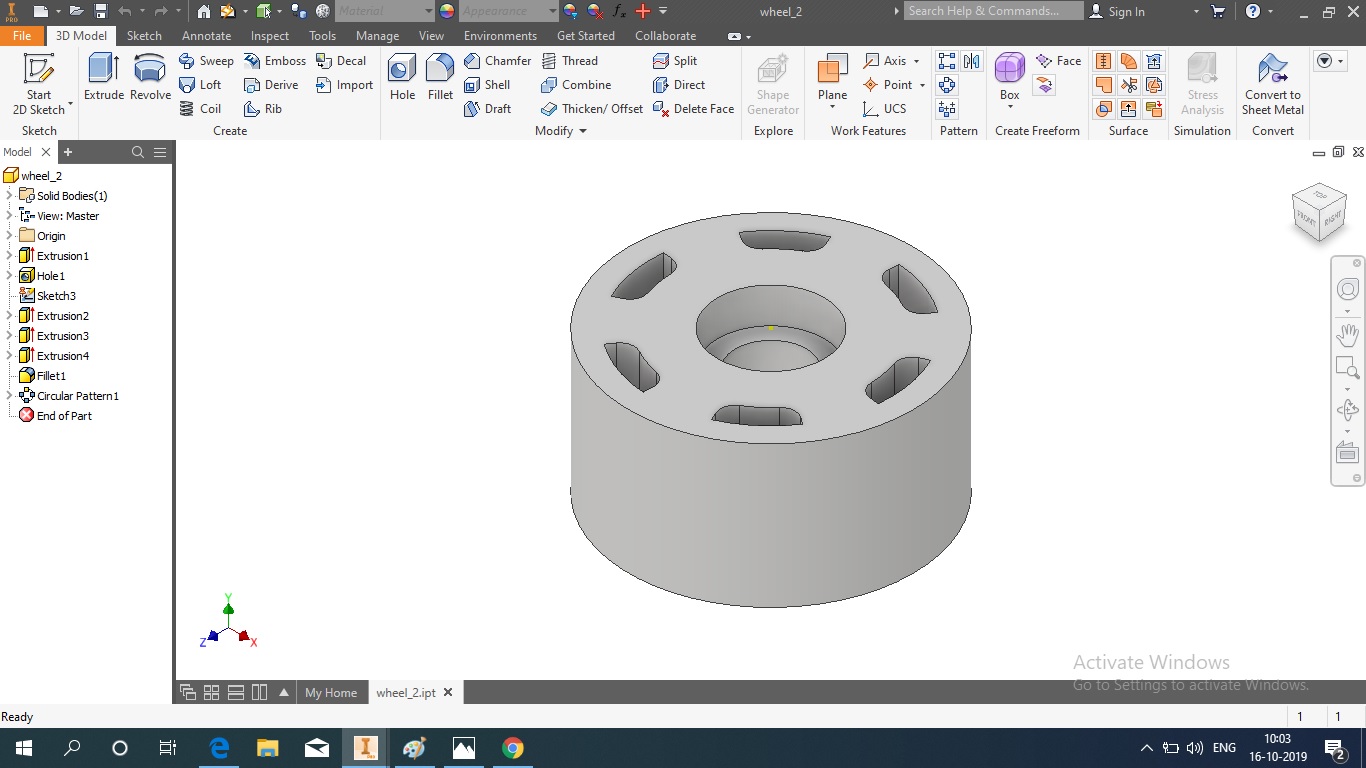 I PRO Material Appearance fx wheel_2 Search Help & Commands... Sign In ?
File 3D Model Sketch Annotate Inspect Tools Manage View Environments Get Started Collaborate
Start
2D Sketch
Sketch
Extrude Revolve
Sweep Emboss Decal
Loft Derive Import
Coil Rib
Create
Hole Fillet
Chamfer Thread Split
Shell Combine Direct
Draft Thicken/ Offset Delete Face
Modify
Shape
Generator
Explore
Plane
Axis
Point
UCS
Work Features
Pattern
Box
Face
Create Freeform
Surface
Stress
Analysis
Simulation
Convert to
Sheet Metal
Convert
Model
wheel_2
Solid Bodies(1)
View: Master
Origin
Extrusion1
Hole1
Sketch3
Extrusion2
Extrusion3
Extrusion4
Fillet1
Circular Pattern1
End of Part
TOP
FRONT RIGHT
Y
Z X
Activate Windows
Go to Settings to activate Windows.
My Home wheel_2.ipt
Ready 1 1
ENG
10:03
16-10-2019
2